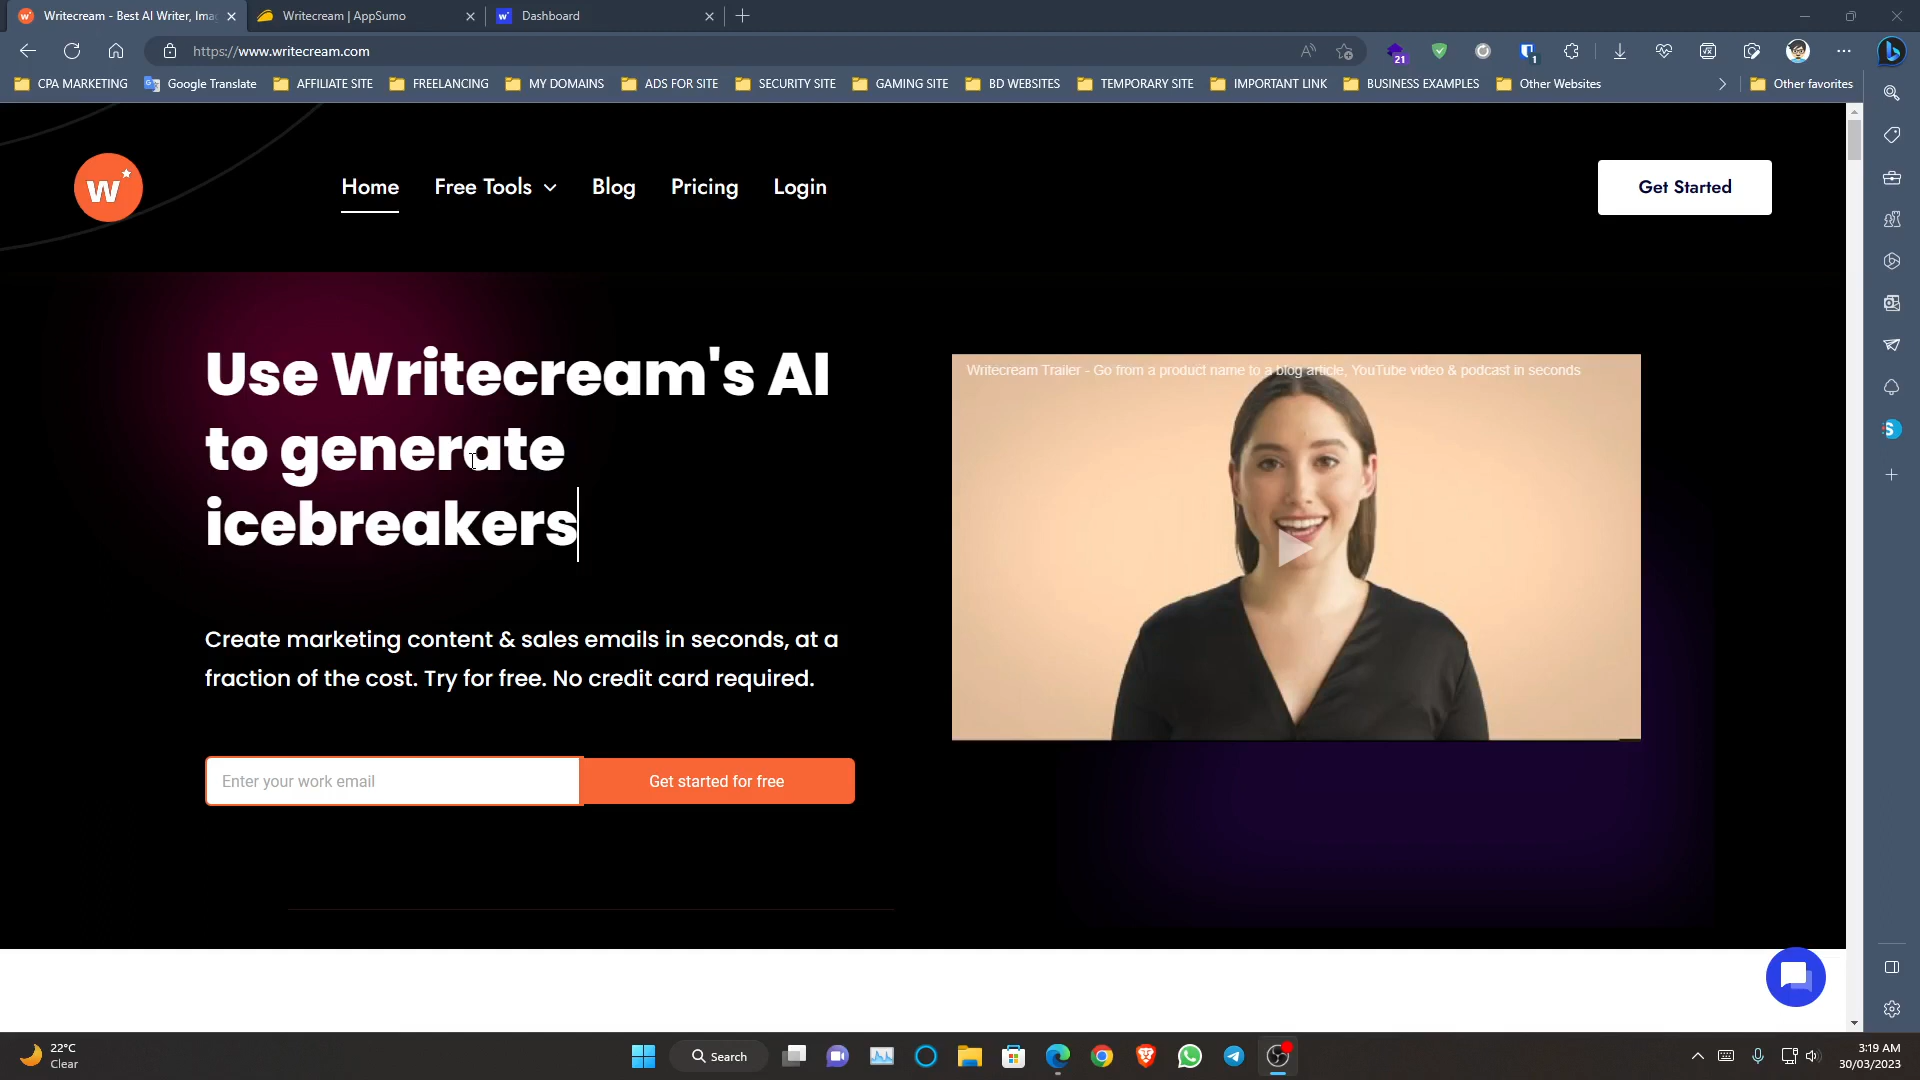 Writecream - Best AI Writer, Ima
Writecream | AppSumo
Dashboard
https://www.writecream.com
21
1
CPA MARKETING
Google Translate
AFFILIATE SITE
FREELANCING
MY DOMAINS
ADS FOR SITE
SECURITY SITE
GAMING SITE
BD WEBSITES
TEMPORARY SITE
IMPORTANT LINK
BUSINESS EXAMPLES
Other Websites
Other favorites
W
Home
Free Tools
Blog
Pricing
Login
Get Started
Use Writecream's AI
to generate
icebreakers
Writecream Trailer - Go from a product name to a blog article, YouTube video & podcast in seconds
Create marketing content & sales emails in seconds, at a
fraction of the cost. Try for free. No credit card required.
Enter your work email
Get started for free
22°C
Clear
Search
3:19 AM
30/03/2023